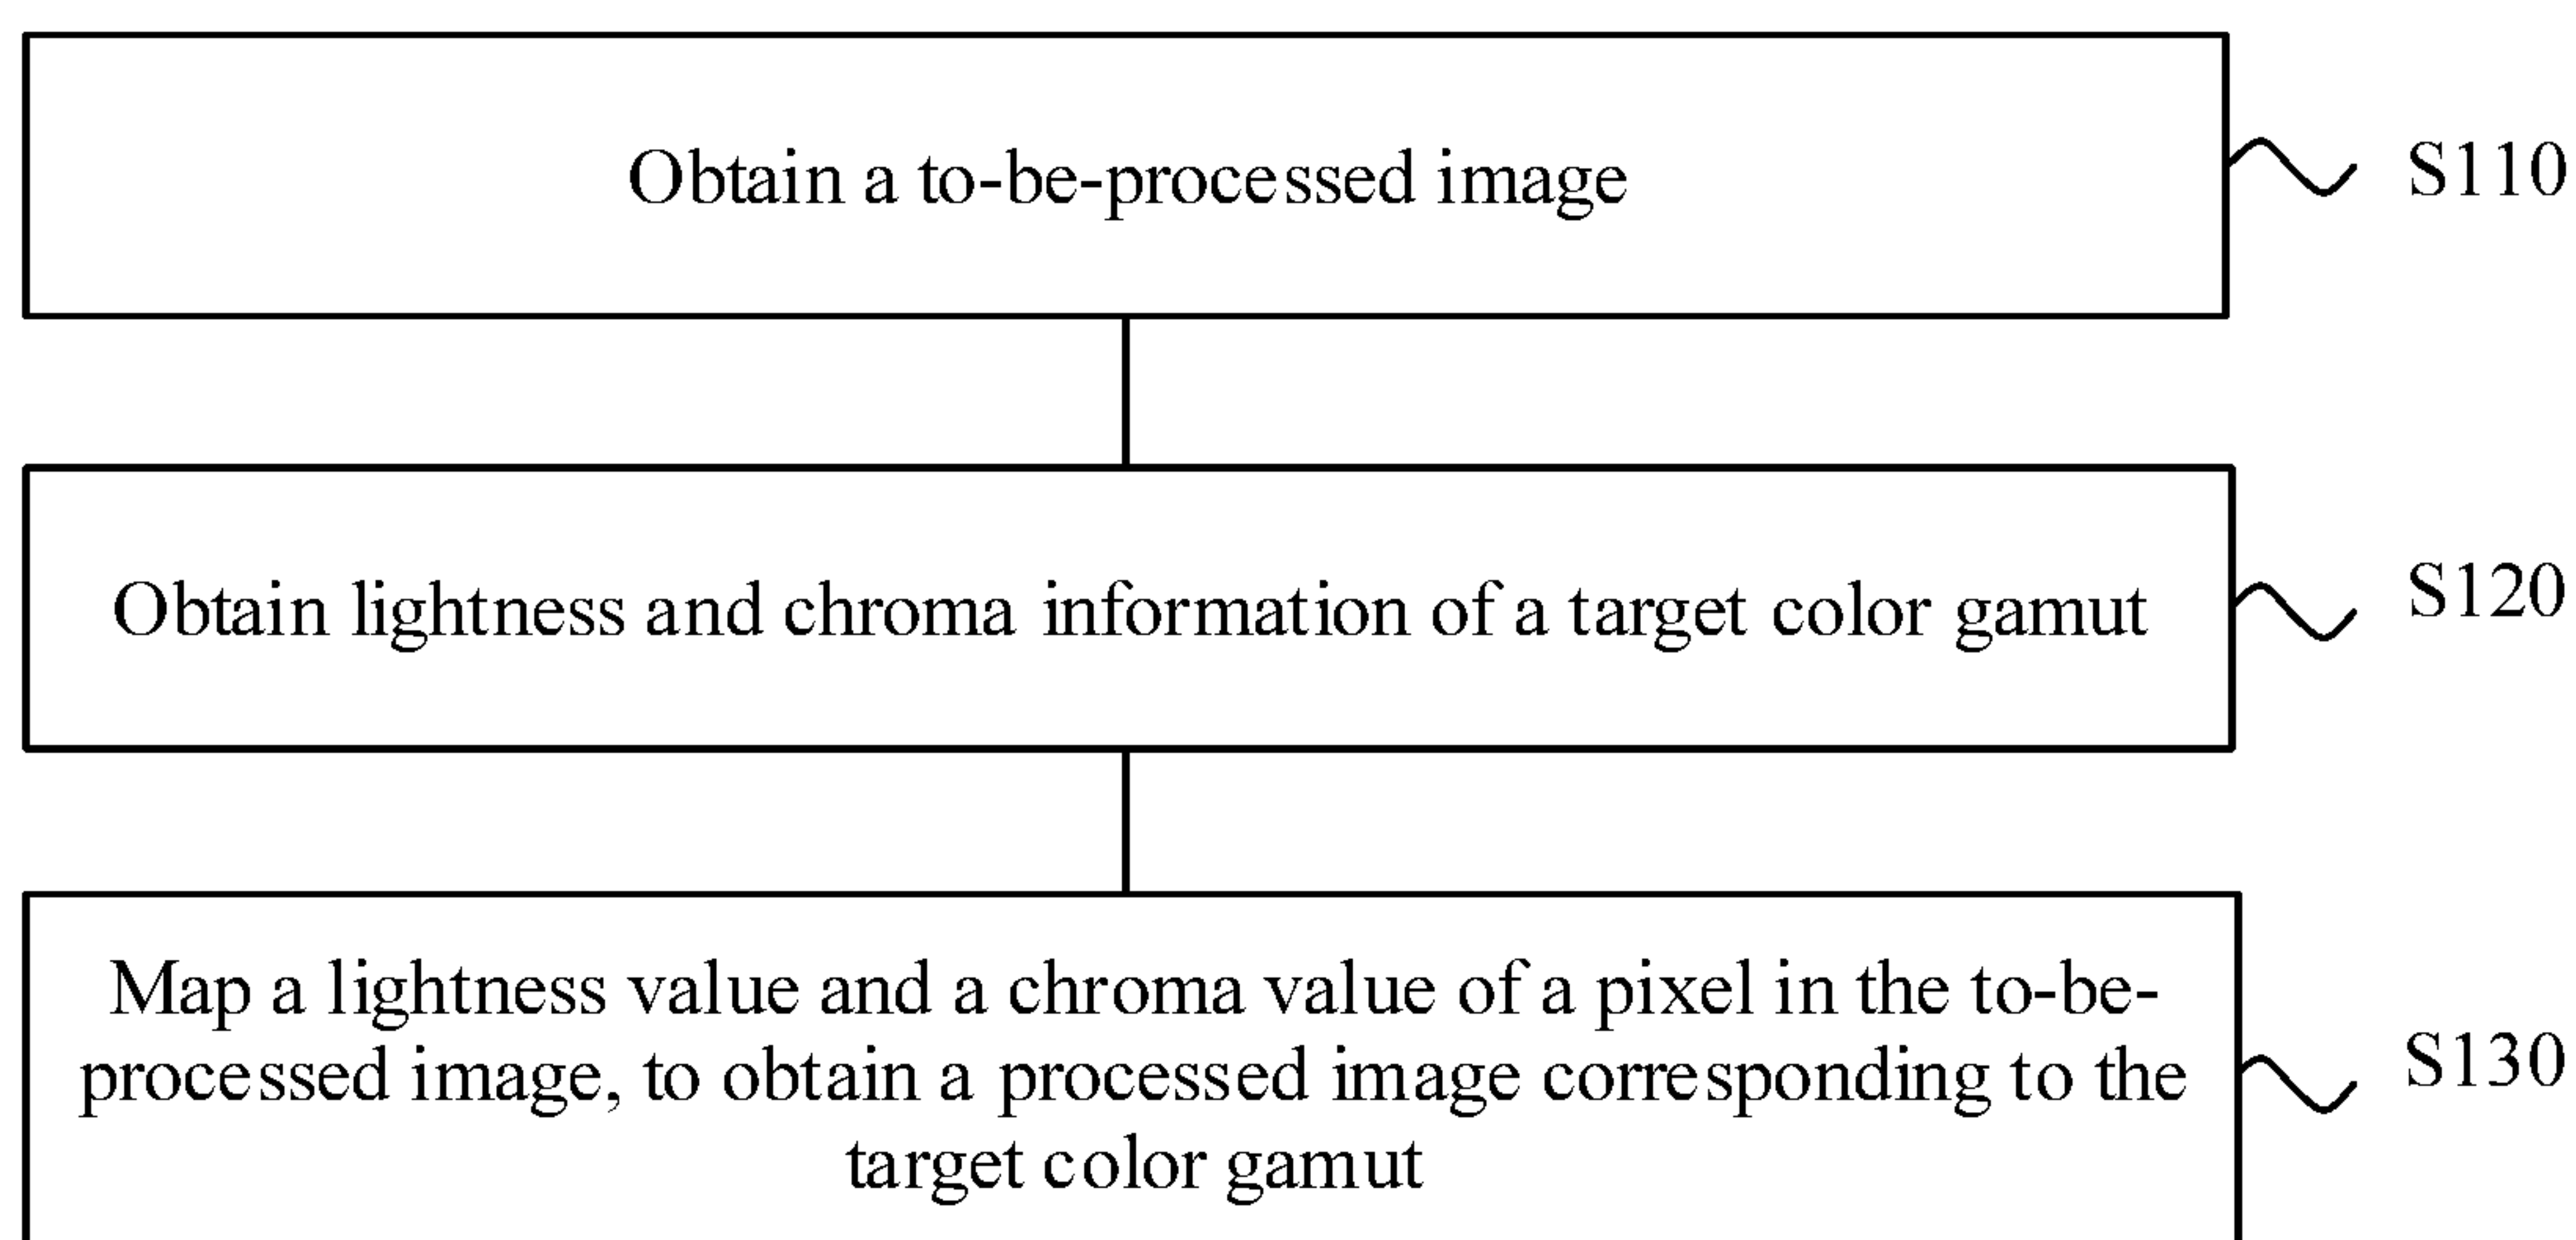 Obtain a to-be-processed image
S110
Obtain lightness and chroma information of a target color gamut
S120
Map a lightness value and a chroma value of a pixel in the to-be-
processed image, to obtain a processed image corresponding to the
target color gamut
S130